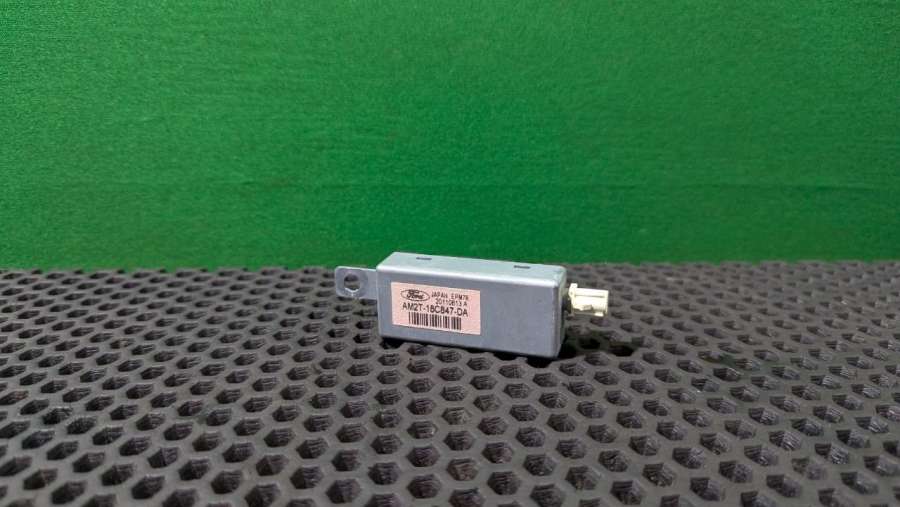 Ford
JAPAN EPM78
20110613 A
AM2T-18C847-DA